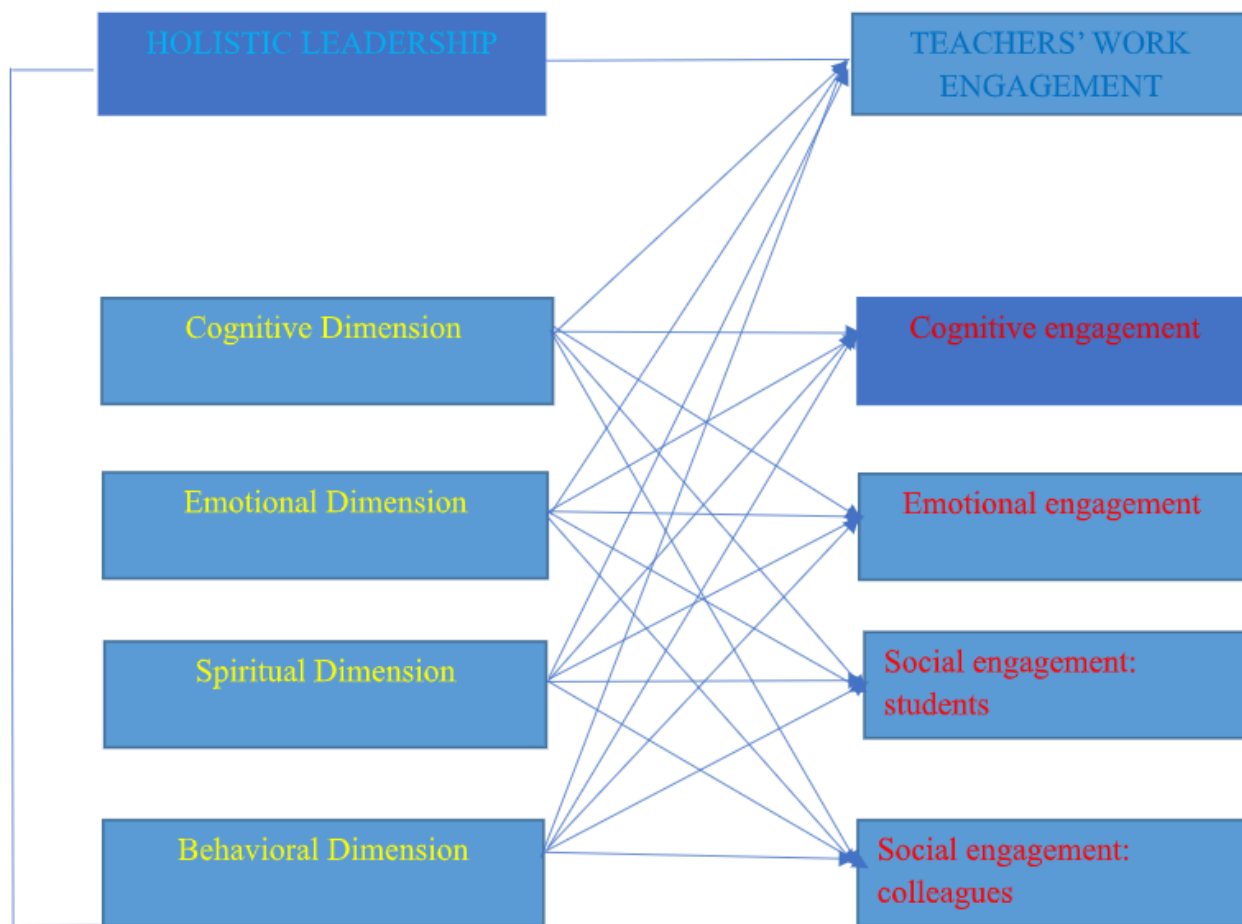 HOLISTIC LEADERSHIP
TEACHERS’ WORK
ENGAGEMENT
Cognitive Dimension
Cognitive engagement
Emotional Dimension
Emotional engagement
Spiritual Dimension
Social engagement:
students
Behavioral Dimension
Social engagement:
colleagues